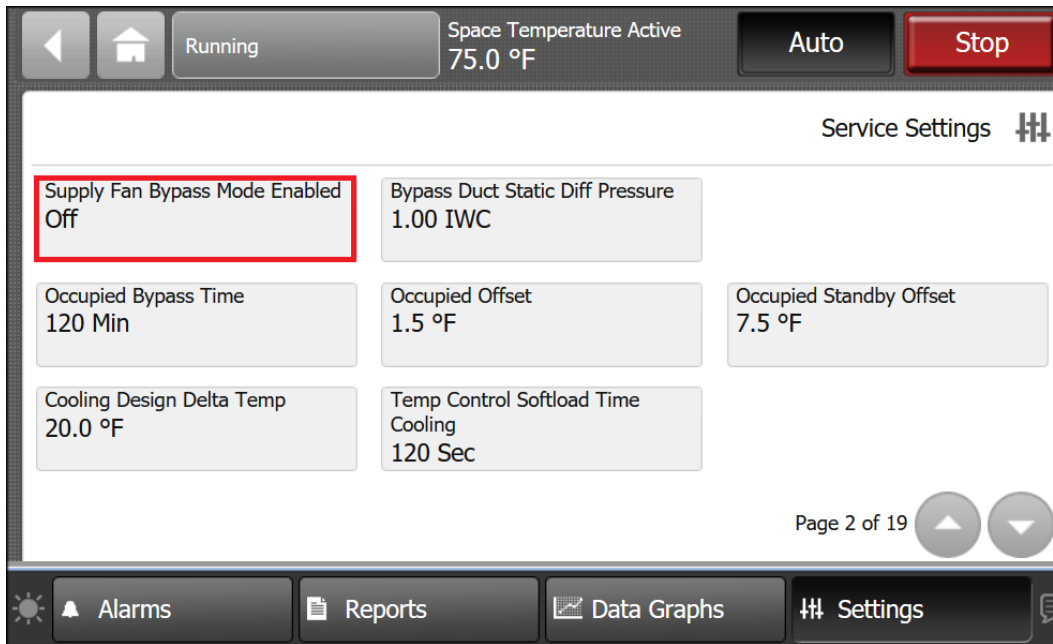 Running
Space Temperature Active
75.0 °F
Auto
Stop
Service Settings
Supply Fan Bypass Mode Enabled
Off
Bypass Duct Static Diff Pressure
1.00 IWC
Occupied Bypass Time
120 Min
Occupied Offset
1.5 °F
Occupied Standby Offset
7.5 °F
Cooling Design Delta Temp
20.0 °F
Temp Control Softload Time
Cooling
120 Sec
Page 2 of 19
Alarms
Reports
Data Graphs
Settings